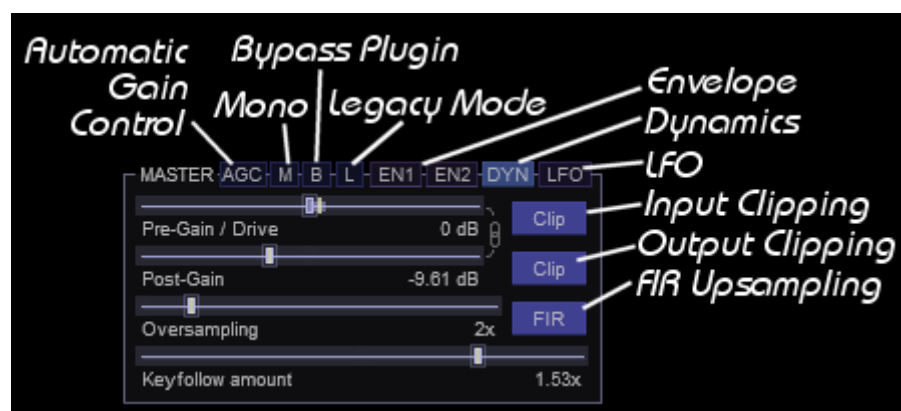 Automatic
Gain
Control
Bypass Plugin
Mono
Legacy Mode
Envelope
Dynamics
LFO
Input Clipping
Output Clipping
FIR Upsampling
MASTER AGC M B L EN1 EN2 DYN LFO
Pre-Gain / Drive 0 dB Clip
Post-Gain -9.61 dB Clip
Oversampling 2x FIR
Keyfollow amount 1.53x